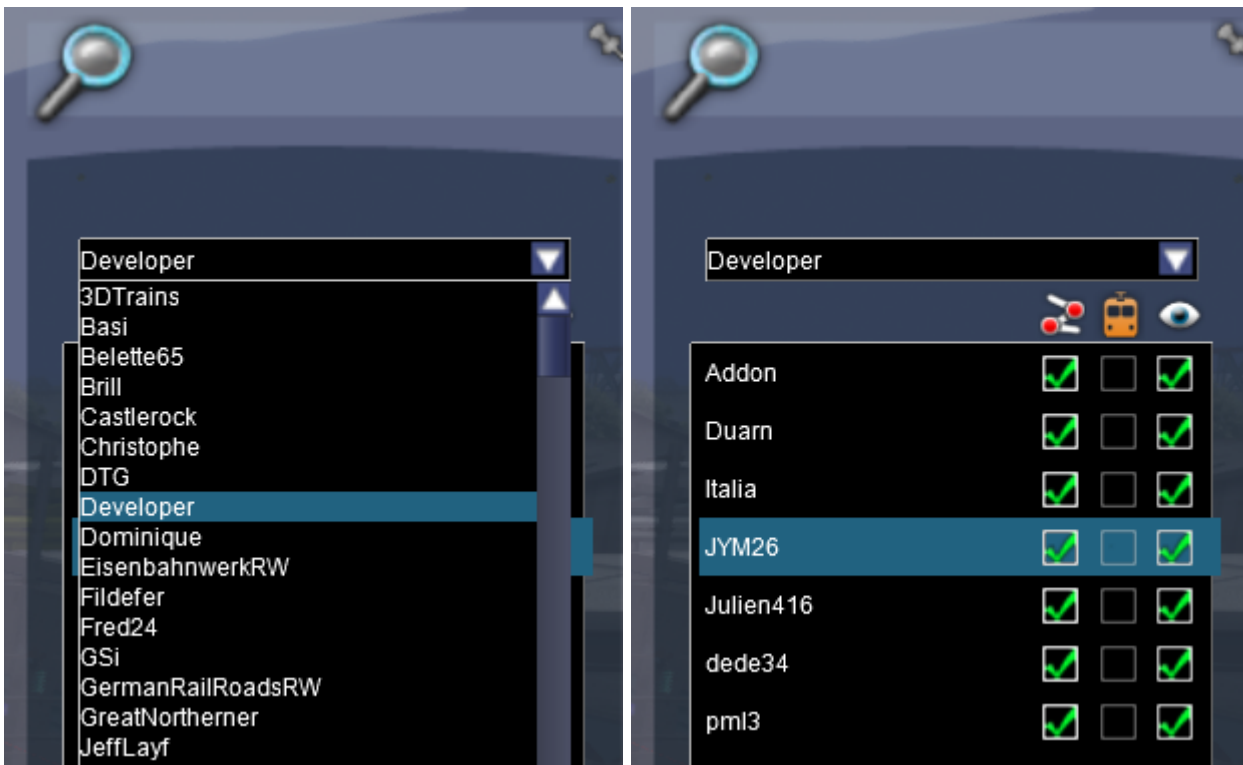 Developer
3DTrains
Basi
Belette65
Brill
Castlerock
Christophe
DTG
Developer
Dominique
EisenbahnwerkRW
Fildefer
Fred24
GSi
GermanRailRoadsRW
GreatNortherner
JeffLayf
Developer
Addon
Duarn
Italia
JYM26
Julien416
dede34
pml3